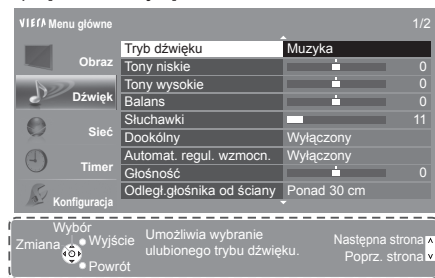 VIERA Menu główne 1/2
Obraz
Dźwięk
Sieć
Timer
Konfiguracja
Tryb dźwięku Muzyka
Tony niskie 0
Tony wysokie 0
Balans 0
Słuchawki 11
Dookólny Wyłączony
Automat. regul. wzmocn. Wyłączony
Głośność 0
Odległ.głośnika od ściany Ponad 30 cm
Wybór
Zmiana Wyjście
Powrót
Umożliwia wybranie
ulubionego trybu dźwięku.
Następna strona
Poprz. strona